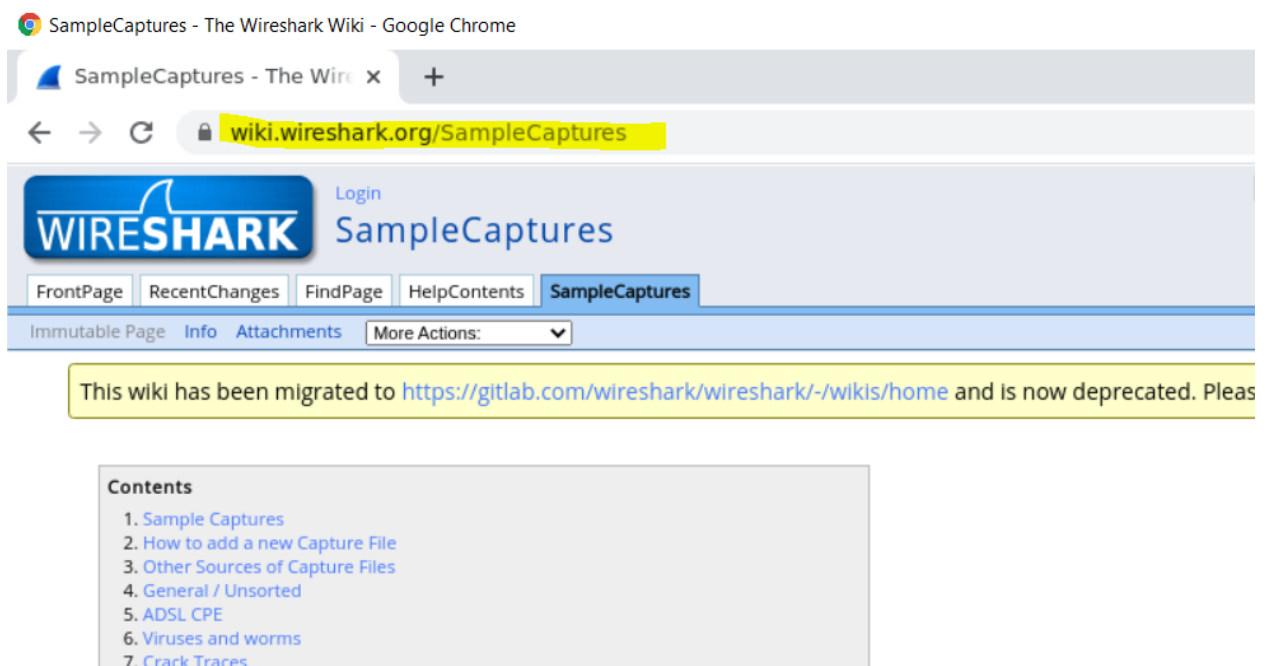 SampleCaptures - The Wireshark Wiki - Google Chrome
SampleCaptures - The Wire
wiki.wireshark.org/SampleCaptures
Login
WIRESHARK
SampleCaptures
FrontPage RecentChanges FindPage HelpContents SampleCaptures
Immutable Page Info Attachments More Actions:
This wiki has been migrated to https://gitlab.com/wireshark/wireshark/-/wikis/home and is now deprecated. Pleas
Contents
1. Sample Captures
2. How to add a new Capture File
3. Other Sources of Capture Files
4. General / Unsorted
5. ADSL CPE
6. Viruses and worms
7. Crack Traces